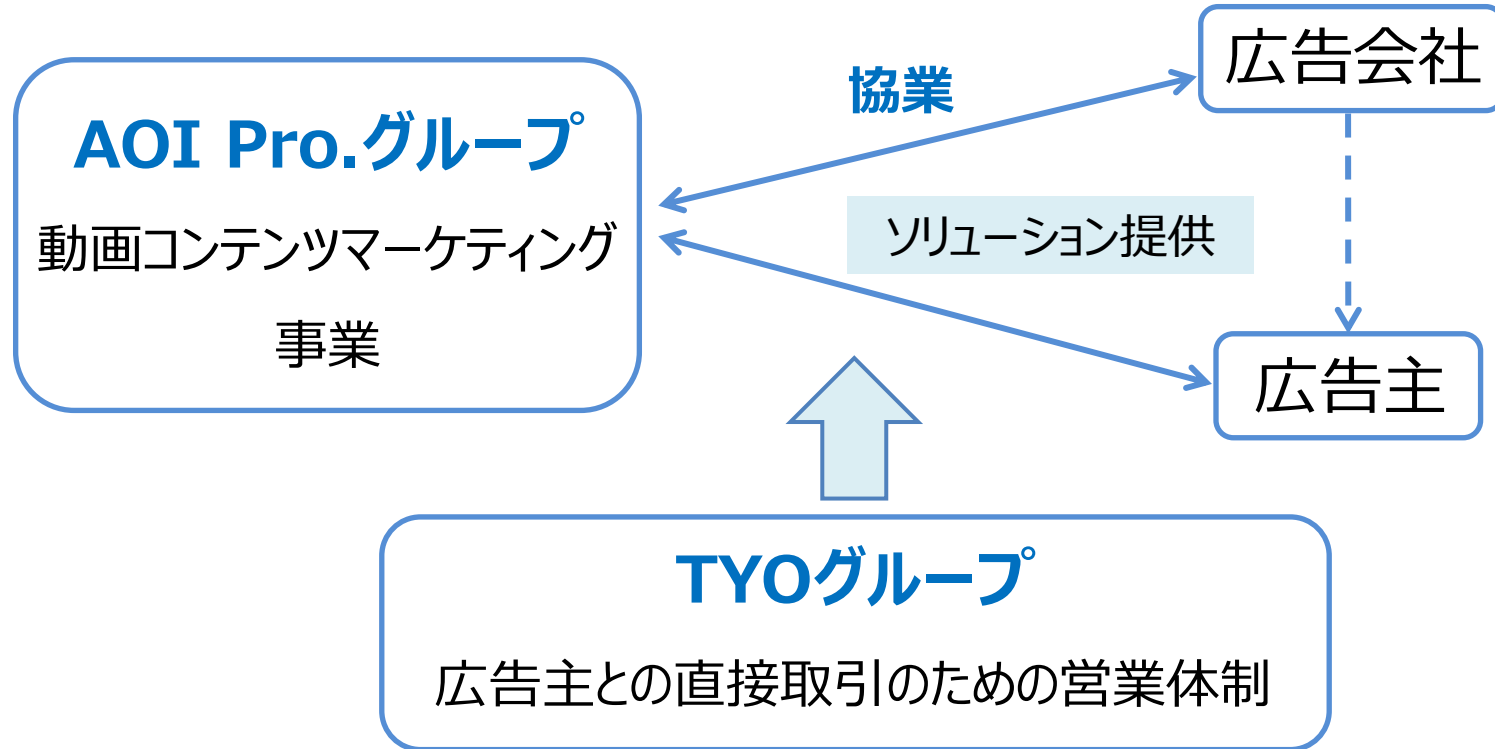 広告会社
協業
AOI Pro.グループ
動画コンテンツマーケティング
事業
ソリューション提供
広告主
TYOグループ
広告主との直接取引のための営業体制